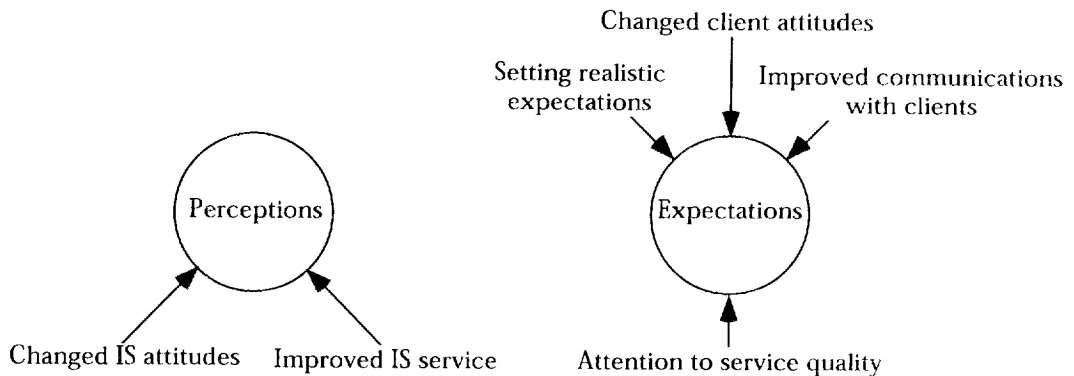 Changed client attitudes
Setting realistic
expectations
Improved communications
with clients
Perceptions
Expectations
Changed IS attitudes
Improved IS service
Attention to service quality